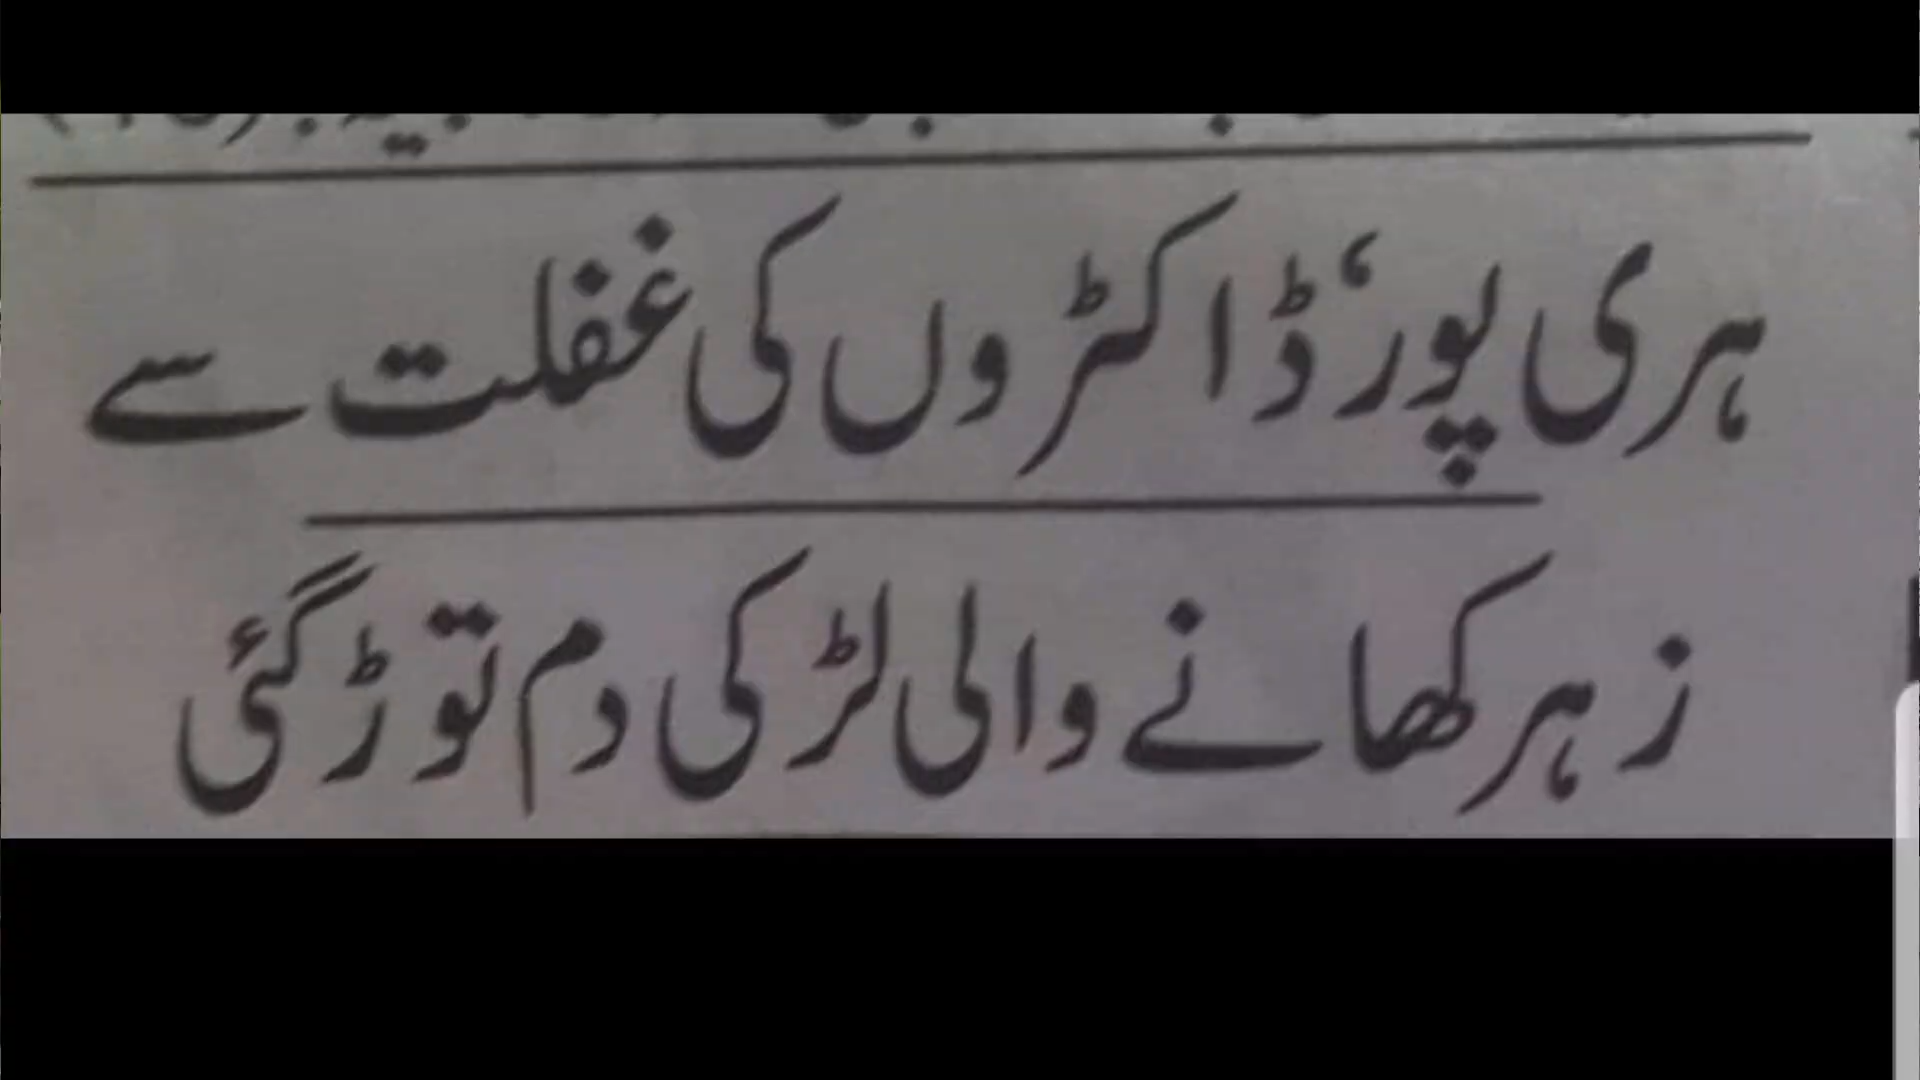 ہری پور‘ ڈاکٹروں کی غفلت سے
زہر کھانے والی لڑکی دم توڑ گئی